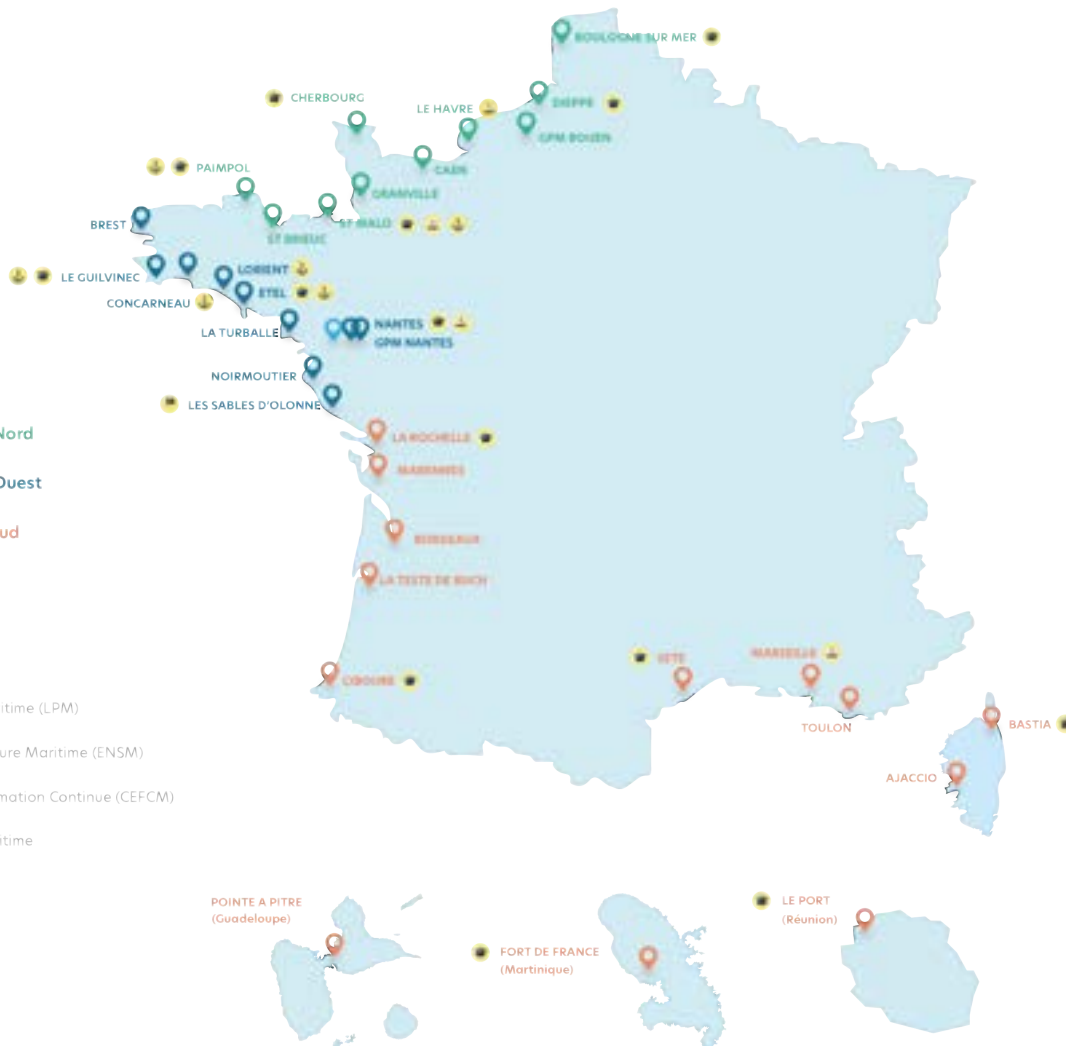 BOULOGNE SUR MER
CHERBOURG
LE HAVRE
DIEPPE
GPM ROUEN
CAEN
PAIMPOL
GRANVILLE
BREST
ST MALO
ST BRIEUC
LE GUILVINEC
LORIENT
ETEL
CONCARNEAU
LA TURBALLE
NANTES
GPM NANTES
NOIRMOUTIER
LES SABLES D'OLONNE
Nord
LA ROCHELLE
MARENNES
Ouest
ud
BORDEAUX
LA TESTE DE BUCH
CIBOURE
SETE
MARSEILLE
TOULON
BASTIA
AJACCIO
itime (LPM)
ure Maritime (ENSM)
mation Continue (CEFCM)
itime
POINTE A PITRE
(Guadeloupe)
FORT DE FRANCE
(Martinique)
LE PORT
(Réunion)